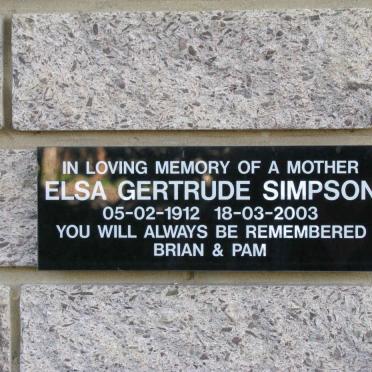 IN LOVING MEMORY OF A MOTHER
ELSA GERTRUDE SIMPSON
05-02-1912 18-03-2003
YOU WILL ALWAYS BE REMEMBERED
BRIAN & PAM